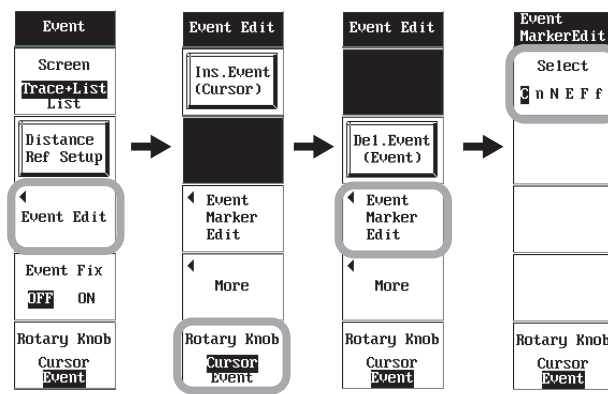 Event
Screen
Trace+List
List
Distance
Ref Setup
Event Edit
Event Fix
OFF ON
Rotary Knob
Cursor
Event
Event Edit
Ins.Event
(Cursor)
Event
Marker
Edit
More
Rotary Knob
Cursor
Event
Event Edit
Del.Event
(Event)
Event
Marker
Edit
More
Rotary Knob
Cursor
Event
Event
MarkerEdit
Select
C n N E F f
Rotary Knob
Cursor
Event